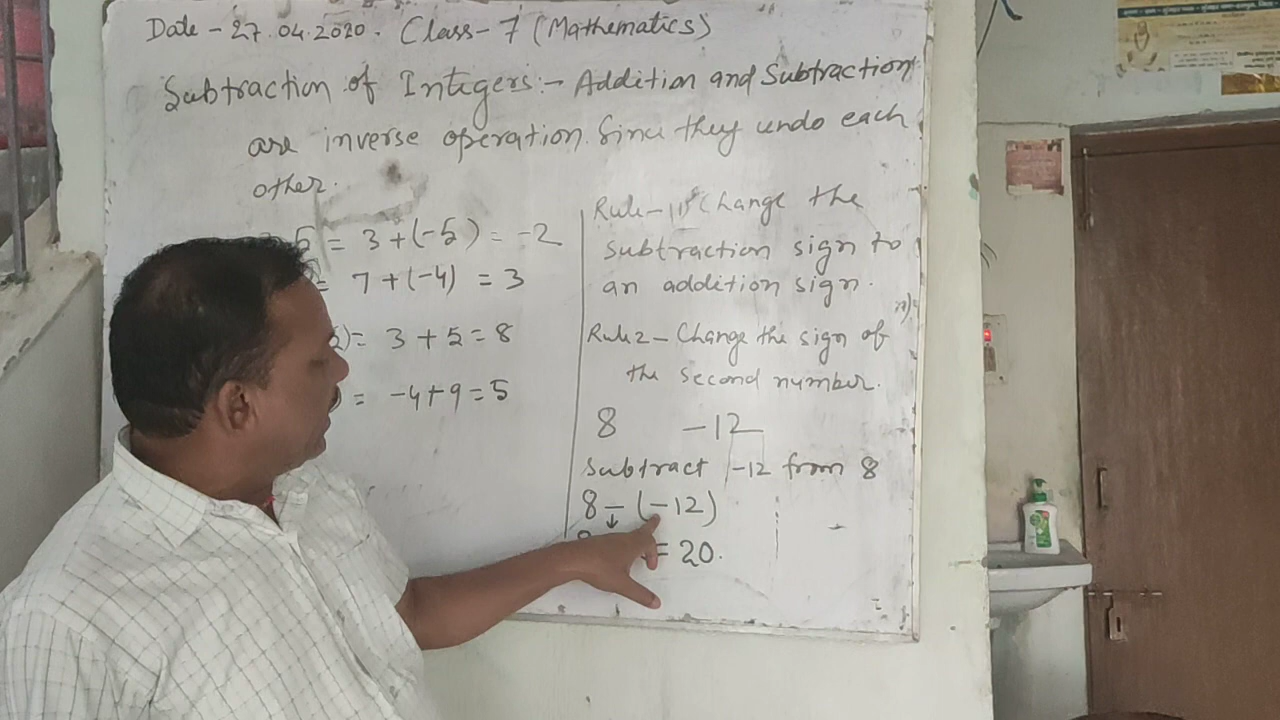 Date - 27.04.2020. Class- 7 (Mathematics)
Subtraction of Integers:- Addition and Subtraction
are inverse operation. Since they undo each
other.
5 = 3 + (-5) = -2
= 7 + (-4) = 3
)= 3 + 5 = 8
= -4+9=5
Rule- Change the
subtraction sign to
an addition sign.
Rule 2 - Change the sign of
the second number.
8 -12
Subtract -12 from 8
8 - (-12)
= 20.